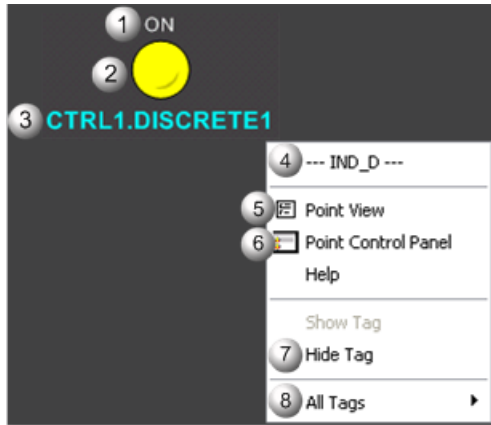 1 ON
2
3 CTRL1.DISCRETE1
4 --- IND_D ---
5 Point View
6 Point Control Panel
Help
Show Tag
7 Hide Tag
8 All Tags